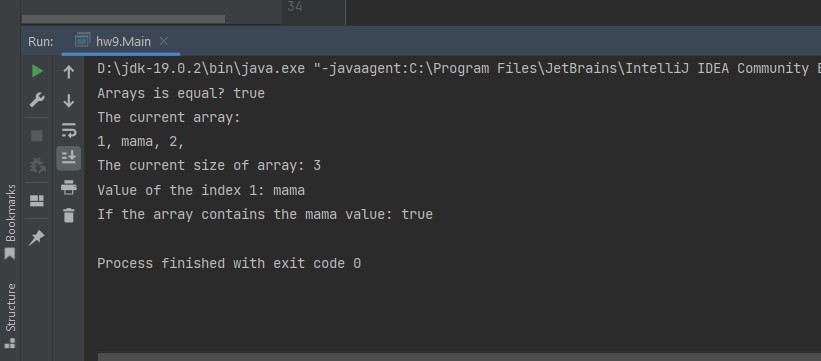 34
Run: hw9.Main
D:\jdk-19.0.2\bin\java.exe "-javaagent:C:\Program Files\JetBrains\IntelliJ IDEA Community E
Arrays is equal? true
The current array:
1, mama, 2,
The current size of array: 3
Value of the index 1: mama
If the array contains the mama value: true
Process finished with exit code 0
Bookmarks
Structure